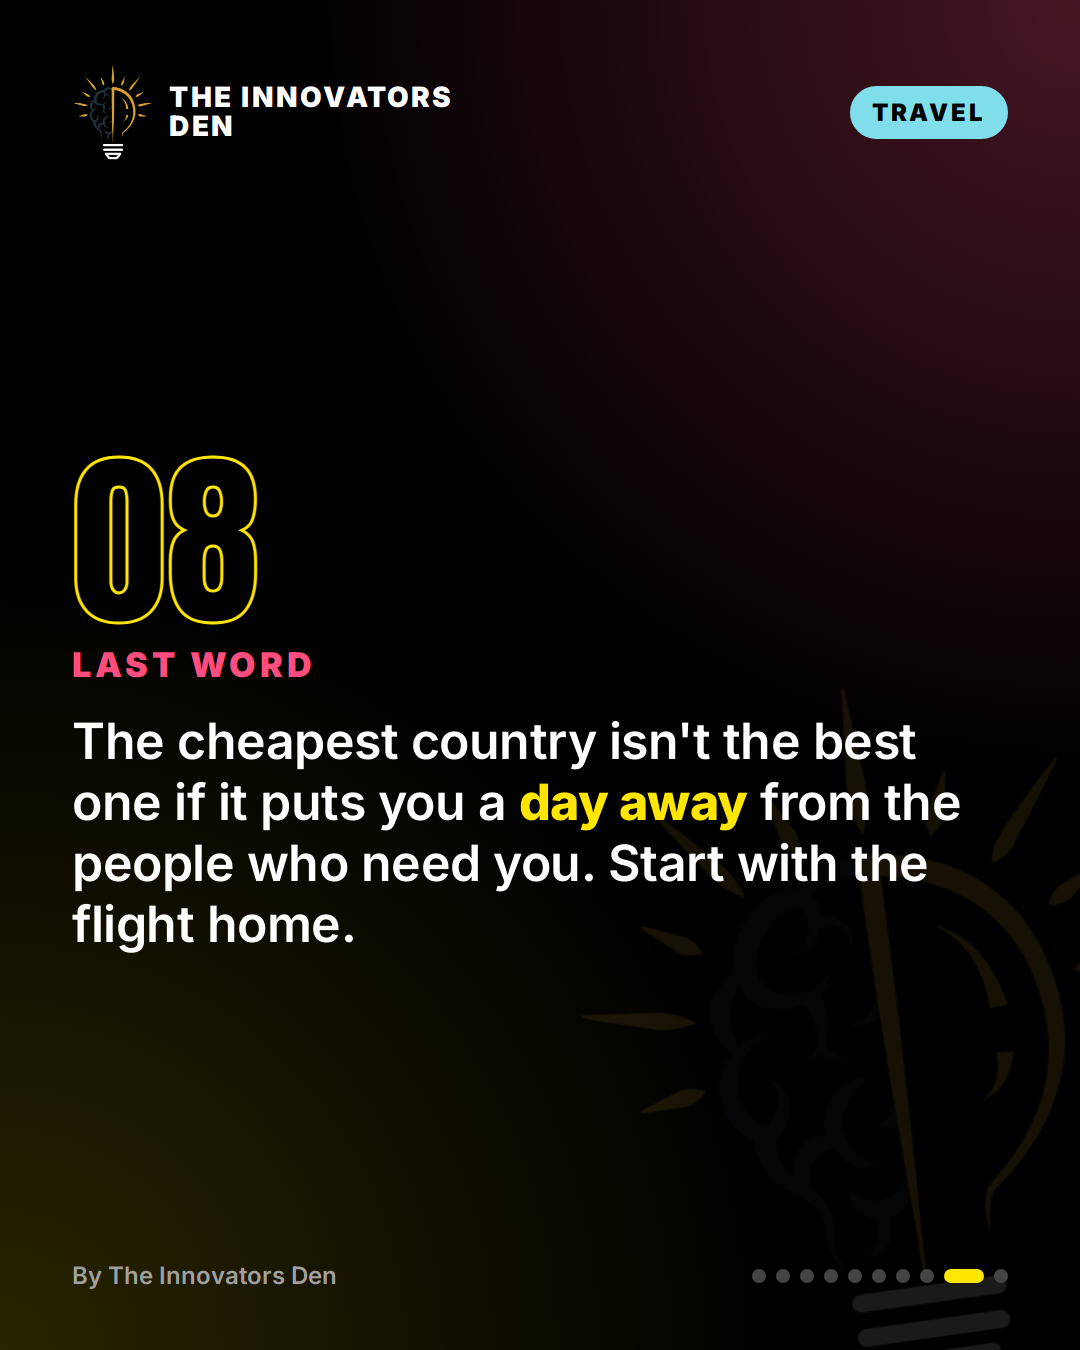 THE INNOVATORS
DEN
TRAVEL
08
LAST WORD
The cheapest country isn't the best
one if it puts you a day away from the
people who need you. Start with the
flight home.
By The Innovators Den